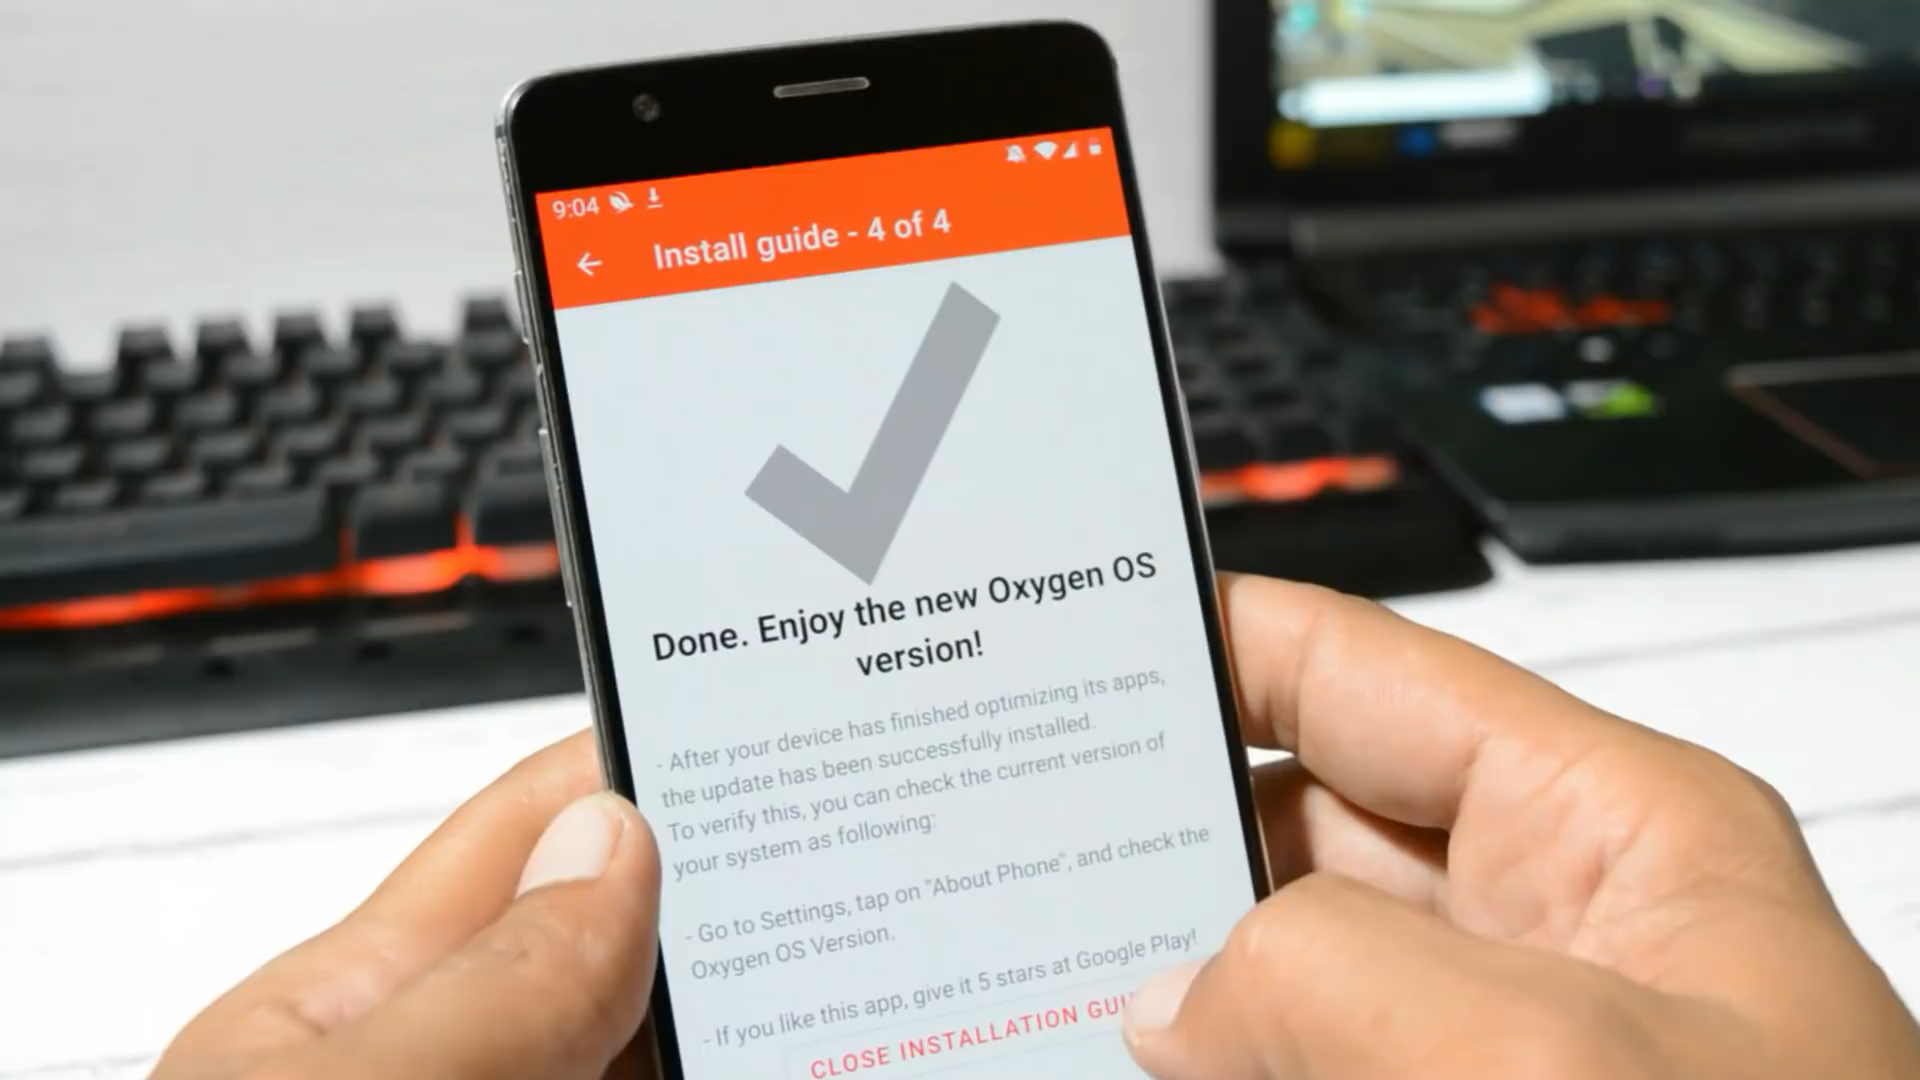 9:04
Install guide - 4 of 4
Done. Enjoy the new Oxygen OS
version!
- After your device has finished optimizing its apps,
the update has been successfully installed.
To verify this, you can check the current version of
your system as following:
- Go to Settings, tap on "About Phone", and check the
Oxygen OS Version.
- If you like this app, give it 5 stars at Google Play!
CLOSE INSTALLATION GUI